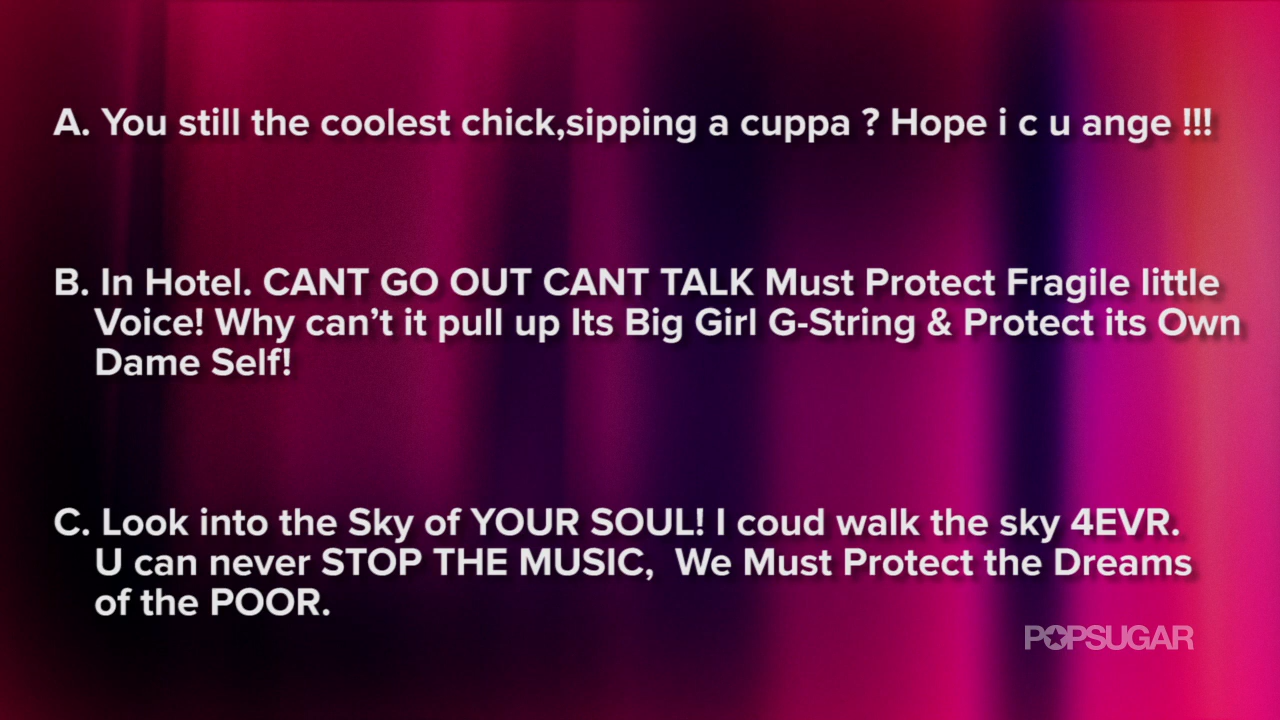 A. You still the coolest chick,sipping a cuppa ? Hope i c u ange !!!
B. In Hotel. CANT GO OUT CANT TALK Must Protect Fragile little
Voice! Why can’t it pull up Its Big Girl G-String & Protect its Own
Dame Self!
C. Look into the Sky of YOUR SOUL! I coud walk the sky 4EVR.
U can never STOP THE MUSIC,  We Must Protect the Dreams
of the POOR.
POPSUGAR